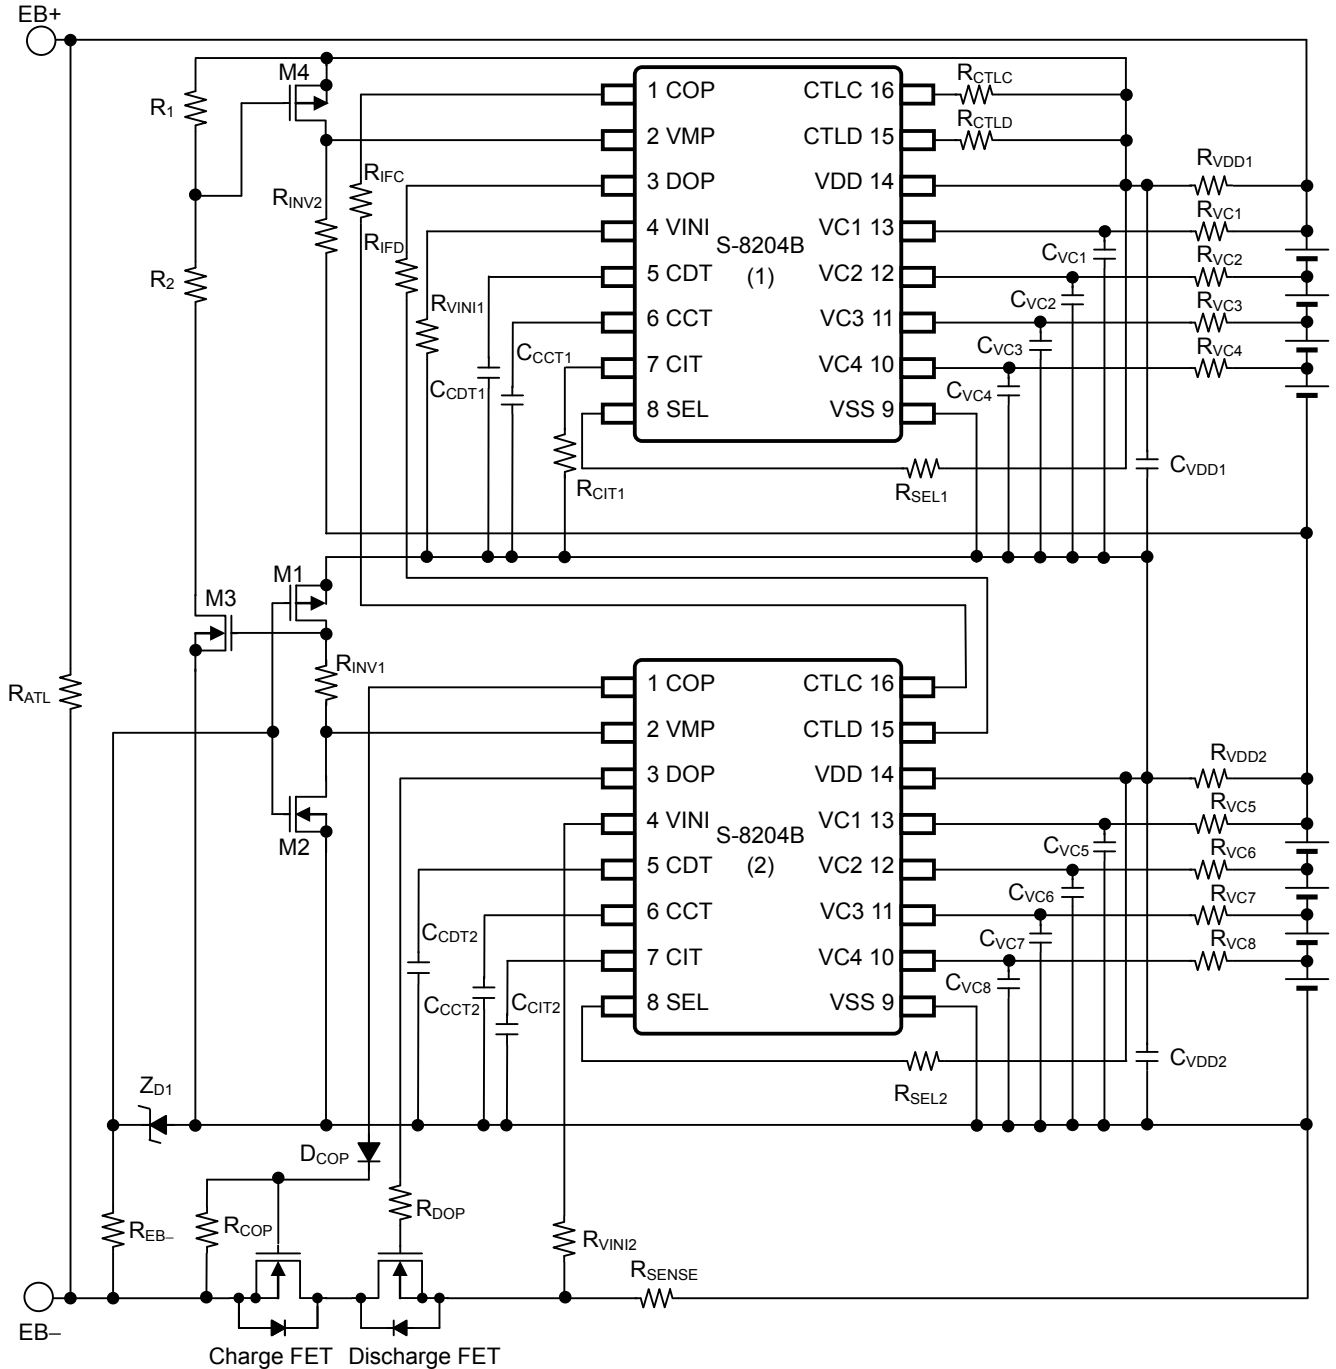 EB+
M4
R1
1 COP
CTLC 16
RCTLC
2 VMP
CTLD 15
RCTLD
RIFC
3 DOP
VDD 14
RVDD1
RINV2
4 VINI
VC1 13
RVC1
RIFD
S-8204B
(1)
CVC1
R2
5 CDT
VC2 12
RVC2
RVINI1
CVC2
6 CCT
VC3 11
RVC3
CCCT1
CVC3
RVC4
7 CIT
VC4 10
CCDT1
CVC4
8 SEL
VSS 9
CVDD1
RCIT1
RSEL1
M1
M3
RINV1
RATL
1 COP
CTLC 16
2 VMP
CTLD 15
RVDD2
3 DOP
VDD 14
RVC5
4 VINI
VC1 13
S-8204B
(2)
M2
CVC5
RVC6
5 CDT
VC2 12
CVC6
RVC7
6 CCT
VC3 11
CCDT2
CVC7
RVC8
7 CIT
VC4 10
CVC8
8 SEL
VSS 9
CCCT2
CCIT2
CVDD2
ZD1
RSEL2
DCOP
RDOP
REB–
RCOP
RVINI2
RSENSE
EB–
Charge FET
Discharge FET